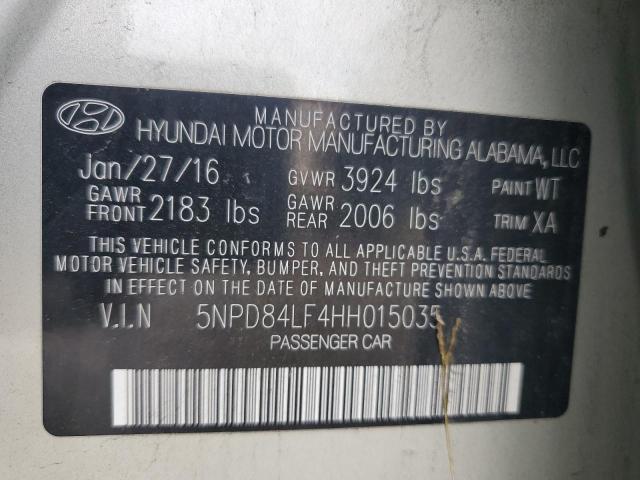 MANUFACTURED BY
HYUNDAI MOTOR MANUFACTURING ALABAMA, LLC
Jan/27/16 GVWR 3924 lbs PAINT WT
GAWR FRONT 2183 lbs GAWR REAR 2006 lbs TRIM XA
THIS VEHICLE CONFORMS TO ALL APPLICABLE U.S.A. FEDERAL
MOTOR VEHICLE SAFETY, BUMPER, AND THEFT PREVENTION STANDARDS
IN EFFECT ON THE DATE OF MANUFACTURE SHOWN ABOVE.
V.I.N 5NPD84LF4HH015035
PASSENGER CAR